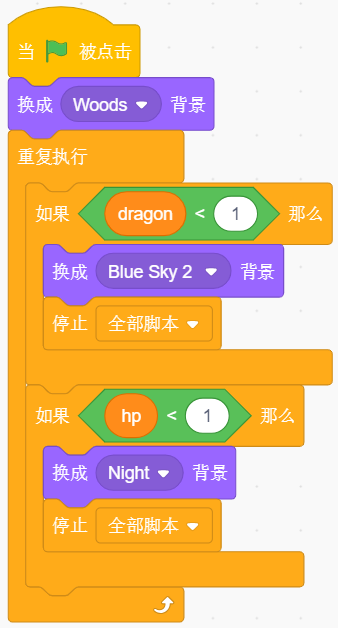 当 被点击
换成 Woods 背景
重复执行
如果 dragon < 1 那么
换成 Blue Sky 2 背景
停止 全部脚本
如果 hp < 1 那么
换成 Night 背景
停止 全部脚本